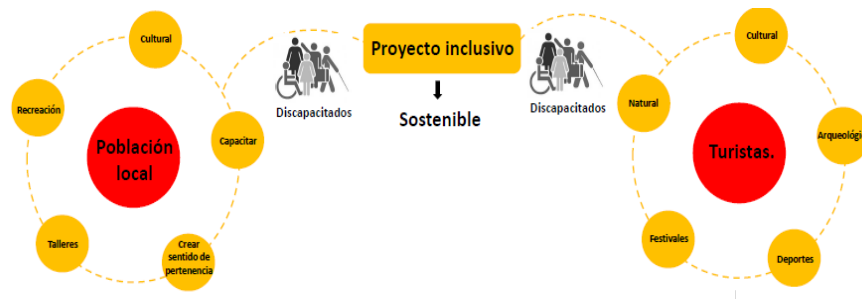 Cultural
Recreación
Población
local
Capacitar
Talleres
Crear
sentido de
pertenencia
Discapacitados
Proyecto inclusivo
Sostenible
Discapacitados
Cultural
Natural
Arqueológic
Turistas.
Festivales
Deportes